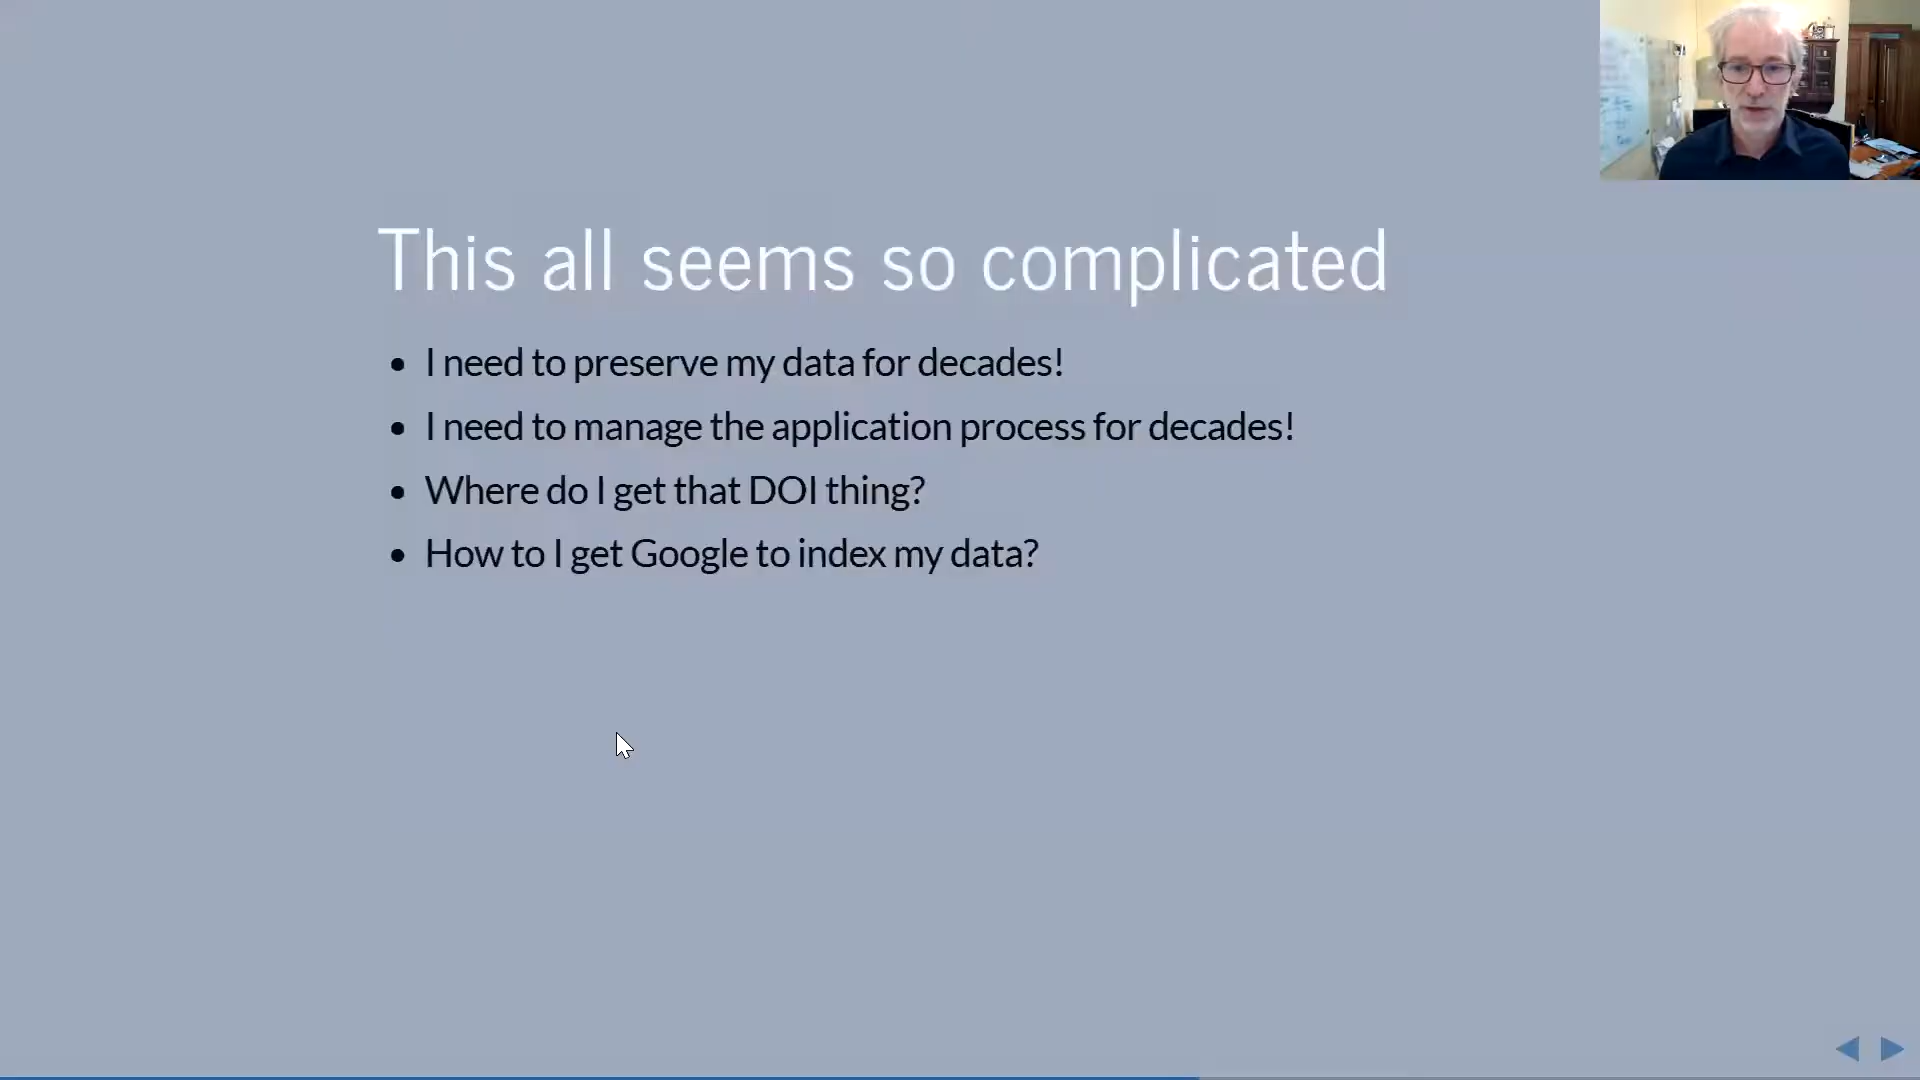 This all seems so complicated
I need to preserve my data for decades!
I need to manage the application process for decades!
Where do I get that DOI thing?
How to I get Google to index my data?